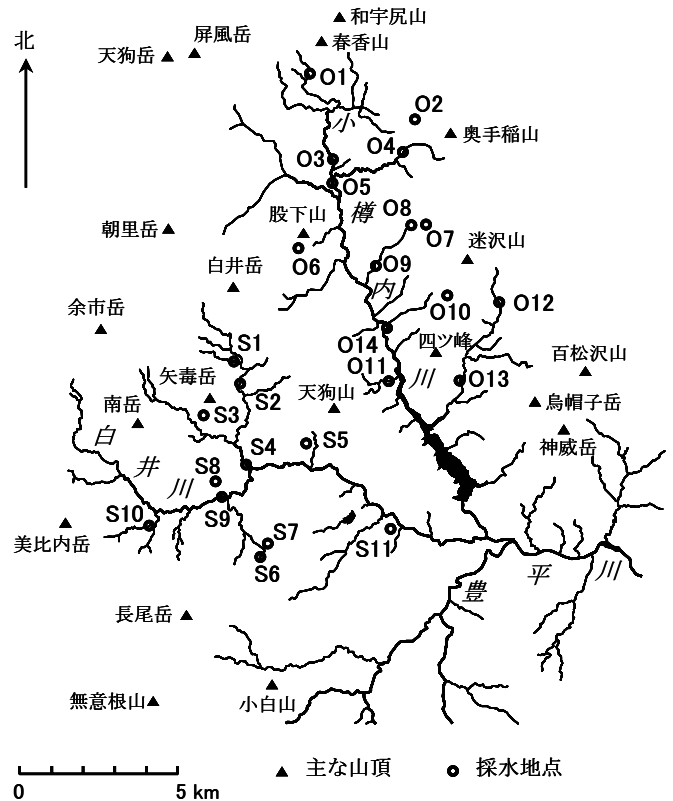 和宇尻山
北
屏風岳
春香山
天狗岳
O1
O2
小
奥手稲山
O4
O3
O5
樽
O8
股下山
朝里岳
O7
迷沢山
O6
O9
白井岳
内
O10
O12
余市岳
O14
四ツ峰
S1
百松沢山
O11
川
O13
矢毒岳
S2
天狗山
烏帽子岳
南岳
S3
白
神威岳
S4
S5
井
S8
川
S9
S10
S7
S11
美比内岳
S6
豊
平
川
長尾岳
無意根山
小白山
主な山頂
採水地点
0
5 km